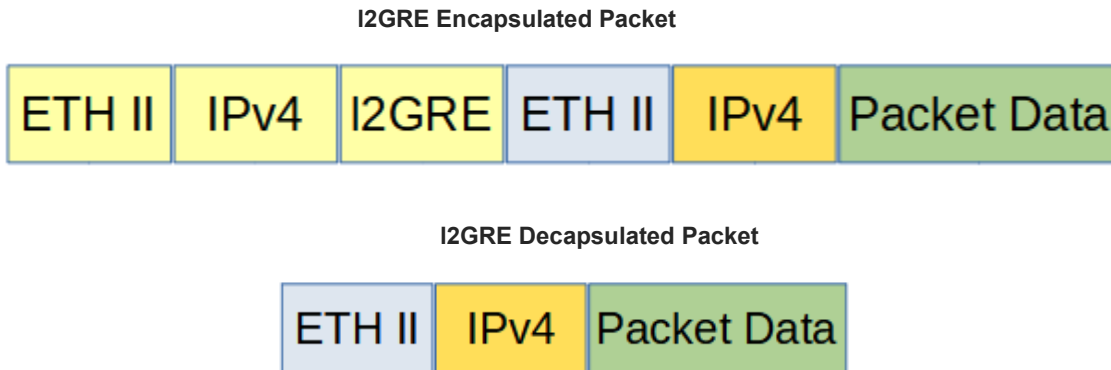 l2GRE Encapsulated Packet
ETH II IPv4 l2GRE ETH II IPv4 Packet Data
l2GRE Decapsulated Packet
ETH II IPv4 Packet Data